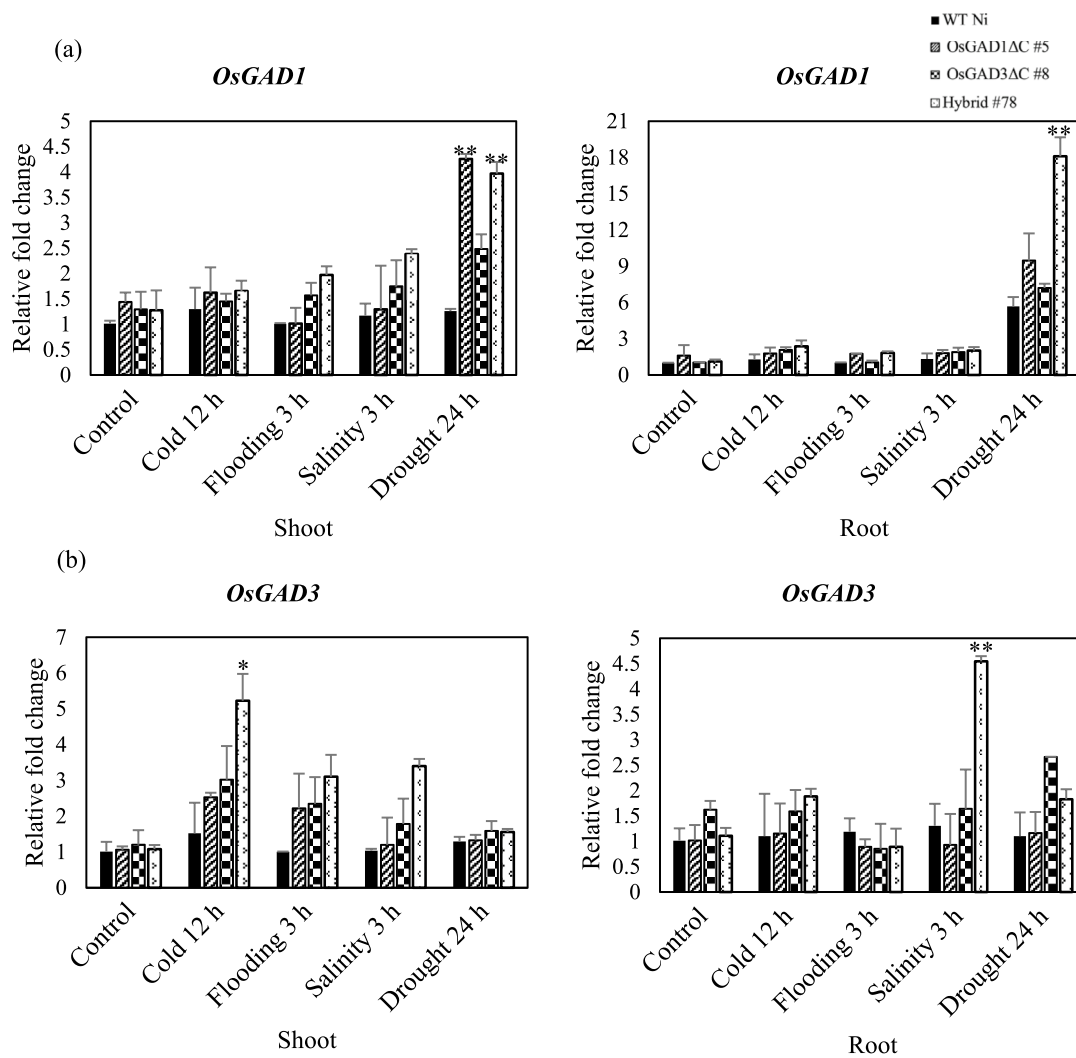 (a)
WT Ni
OsGAD1ΔC #5
OsGAD3ΔC #8
Hybrid #78
OsGAD1
Relative fold change
5
4.5
4
3.5
3
2.5
2
1.5
1
0.5
0
** **
Control
Cold 12 h
Flooding 3 h
Salinity 3 h
Drought 24 h
Shoot
OsGAD1
Relative fold change
21
18
15
12
9
6
3
0
**
Control
Cold 12 h
Flooding 3 h
Salinity 3 h
Drought 24 h
Root
(b)
OsGAD3
Relative fold change
7
6
5
4
3
2
1
0
*
Control
Cold 12 h
Flooding 3 h
Salinity 3 h
Drought 24 h
Shoot
OsGAD3
Relative fold change
5
4.5
4
3.5
3
2.5
2
1.5
1
0.5
0
**
Control
Cold 12 h
Flooding 3 h
Salinity 3 h
Drought 24 h
Root